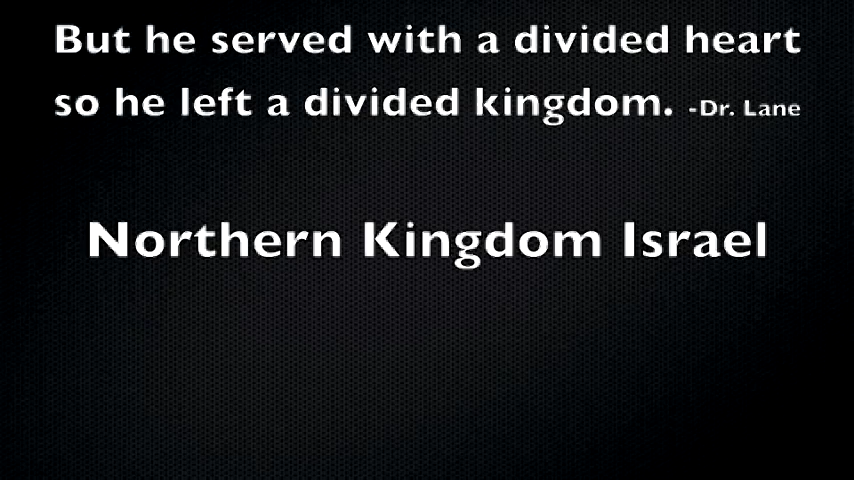 But he served with a divided heart
so he left a divided kingdom. -Dr. Lane
Northern Kingdom Israel